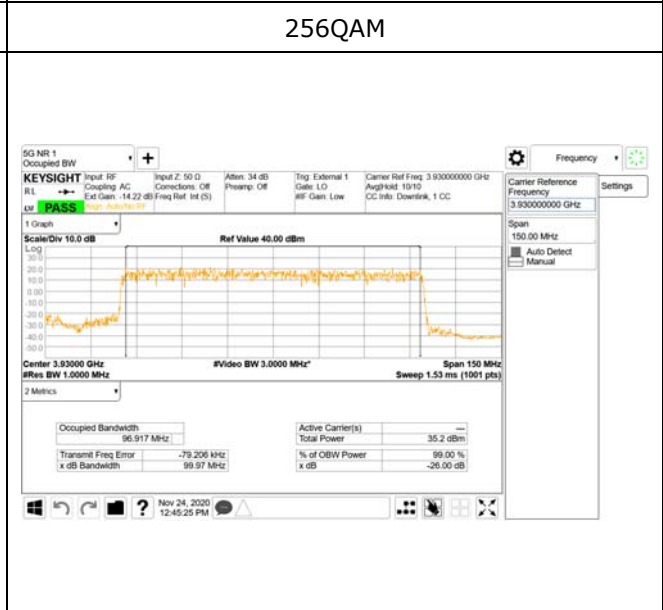 256QAM
5G NR 1
Occupied BW
+
Frequency
KEYSIGHT Input: RF Input Z: 50 Ω Atten: 34 dB Trig: External 1 Carrier Ref Freq: 3.930000000 GHz
RL Coupling: AC Corrections: Off Preamp: Off Gate: LO Avg|Hold: 10/10
Ext Gain: -14.22 dB Freq Ref: Int (S) #IF Gain: Low CC Info: Downlink, 1 CC
PASS Align: Auto/No RF
Carrier Reference
Frequency
3.930000000 GHz
Settings
Span
150.00 MHz
Auto Detect
Manual
1 Graph
Scale/Div 10.0 dB Ref Value 40.00 dBm
Log
30.0
20.0
10.0
0.00
-10.0
-20.0
-30.0
-40.0
-50.0
Center 3.93000 GHz #Video BW 3.0000 MHz* Span 150 MHz
#Res BW 1.0000 MHz Sweep 1.53 ms (1001 pts)
2 Metrics
Occupied Bandwidth Active Carrier(s) ---
96.917 MHz Total Power 35.2 dBm
Transmit Freq Error -79.206 kHz % of OBW Power 99.00 %
x dB Bandwidth 99.97 MHz x dB -26.00 dB
? Nov 24, 2020
12:45:25 PM